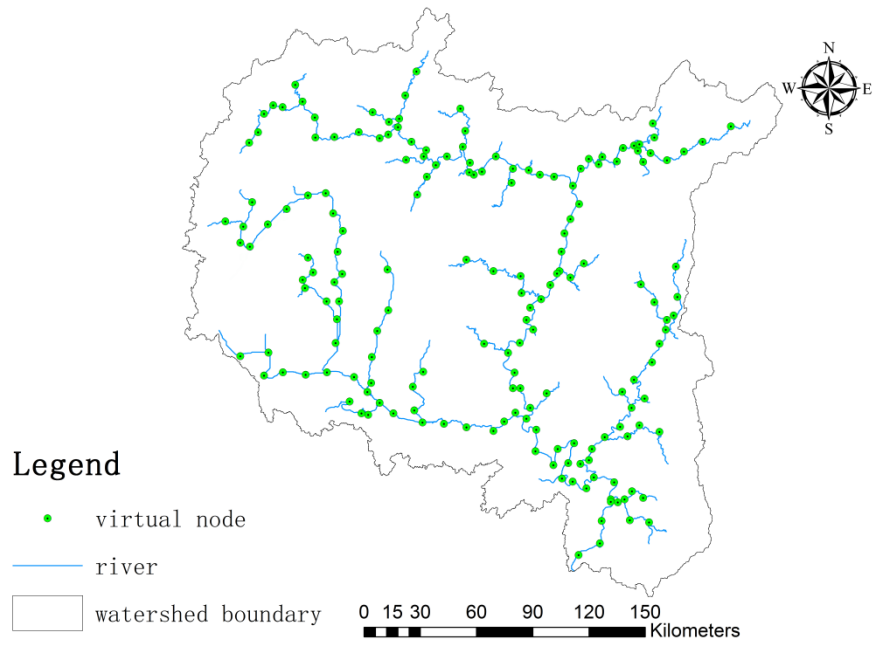 N
W E
S
Legend
virtual node
river
watershed boundary
0 15 30 60 90 120 150
Kilometers